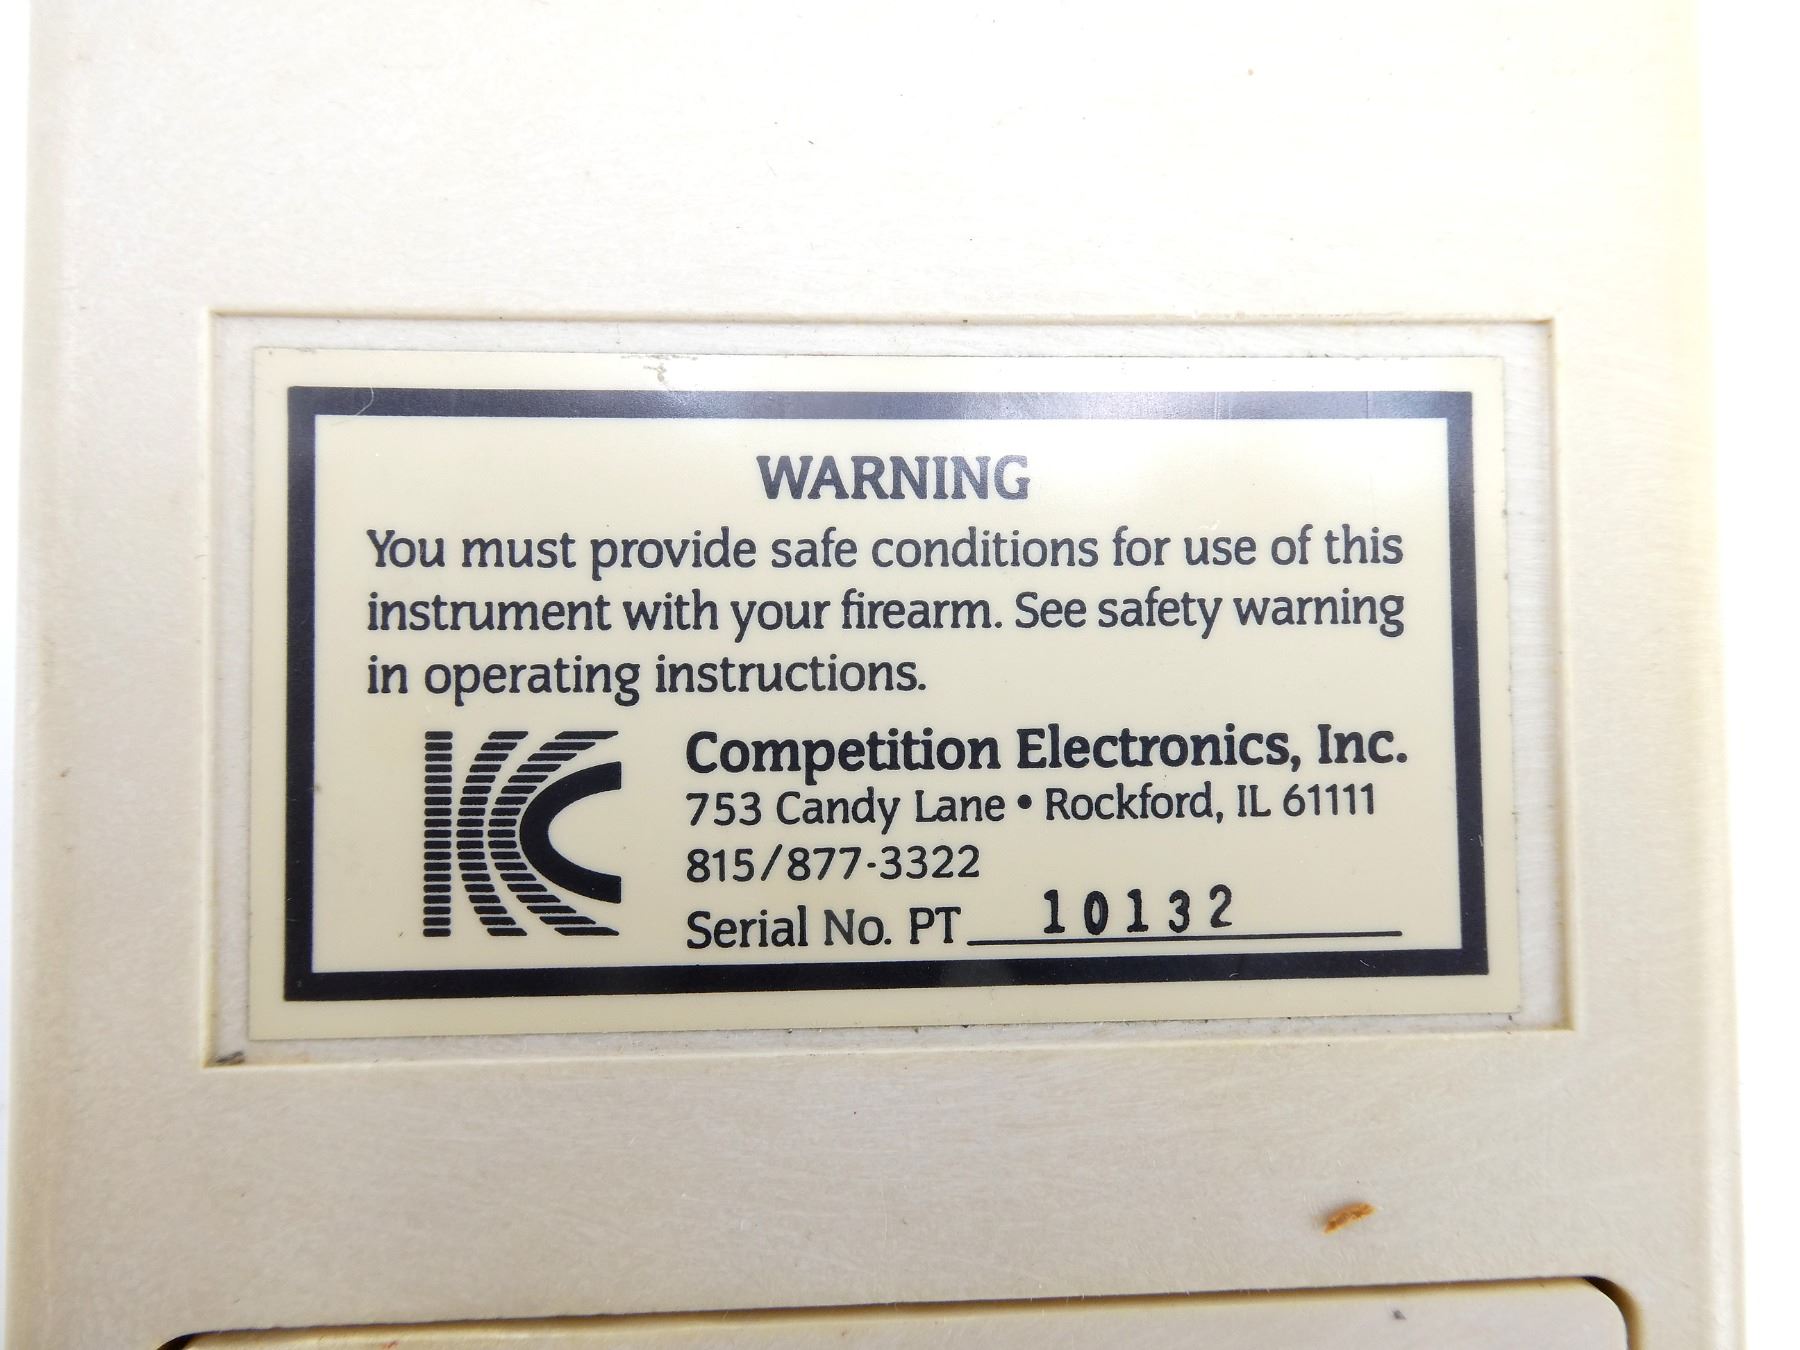 WARNING
You must provide safe conditions for use of this
instrument with your firearm. See safety warning
in operating instructions.
Competition Electronics, Inc.
753 Candy Lane • Rockford, IL 61111
815/877-3322
Serial No. PT 10132